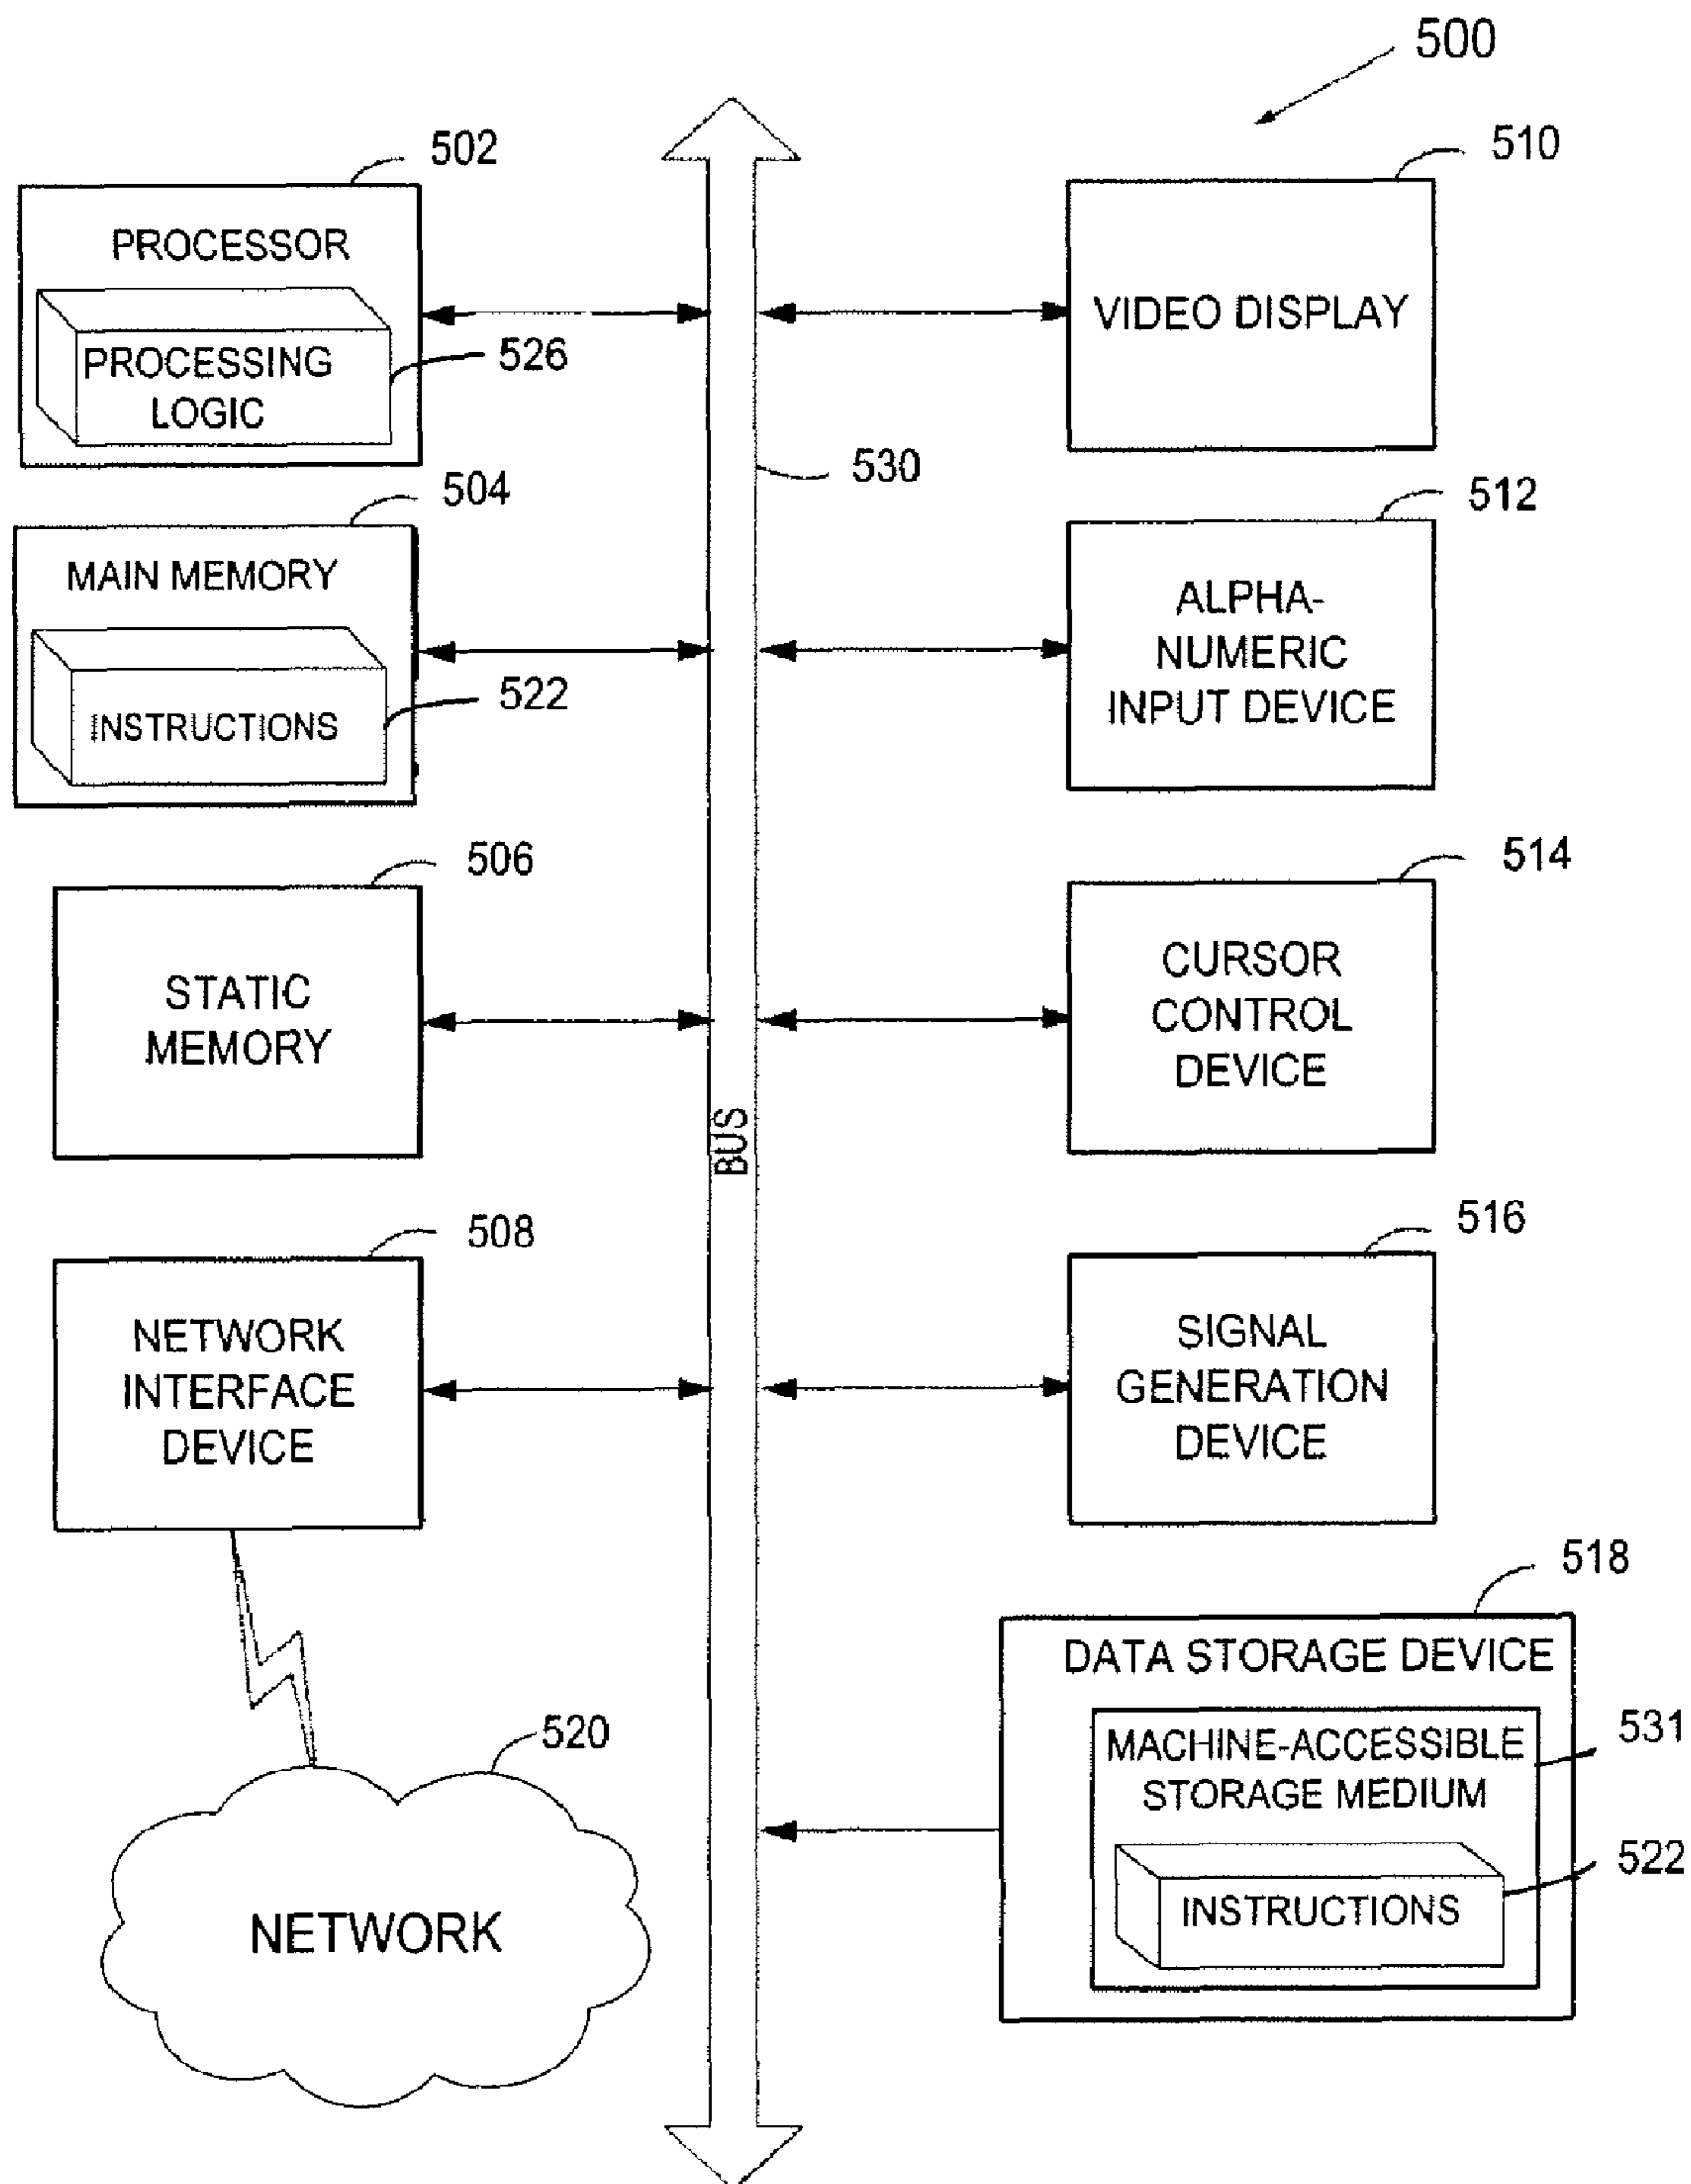 500
502
PROCESSOR
PROCESSING
LOGIC
526
504
MAIN MEMORY
INSTRUCTIONS
522
506
STATIC
MEMORY
508
NETWORK
INTERFACE
DEVICE
520
NETWORK
530
BUS
510
VIDEO DISPLAY
512
ALPHA-
NUMERIC
INPUT DEVICE
514
CURSOR
CONTROL
DEVICE
516
SIGNAL
GENERATION
DEVICE
518
DATA STORAGE DEVICE
531
MACHINE-ACCESSIBLE
STORAGE MEDIUM
522
INSTRUCTIONS